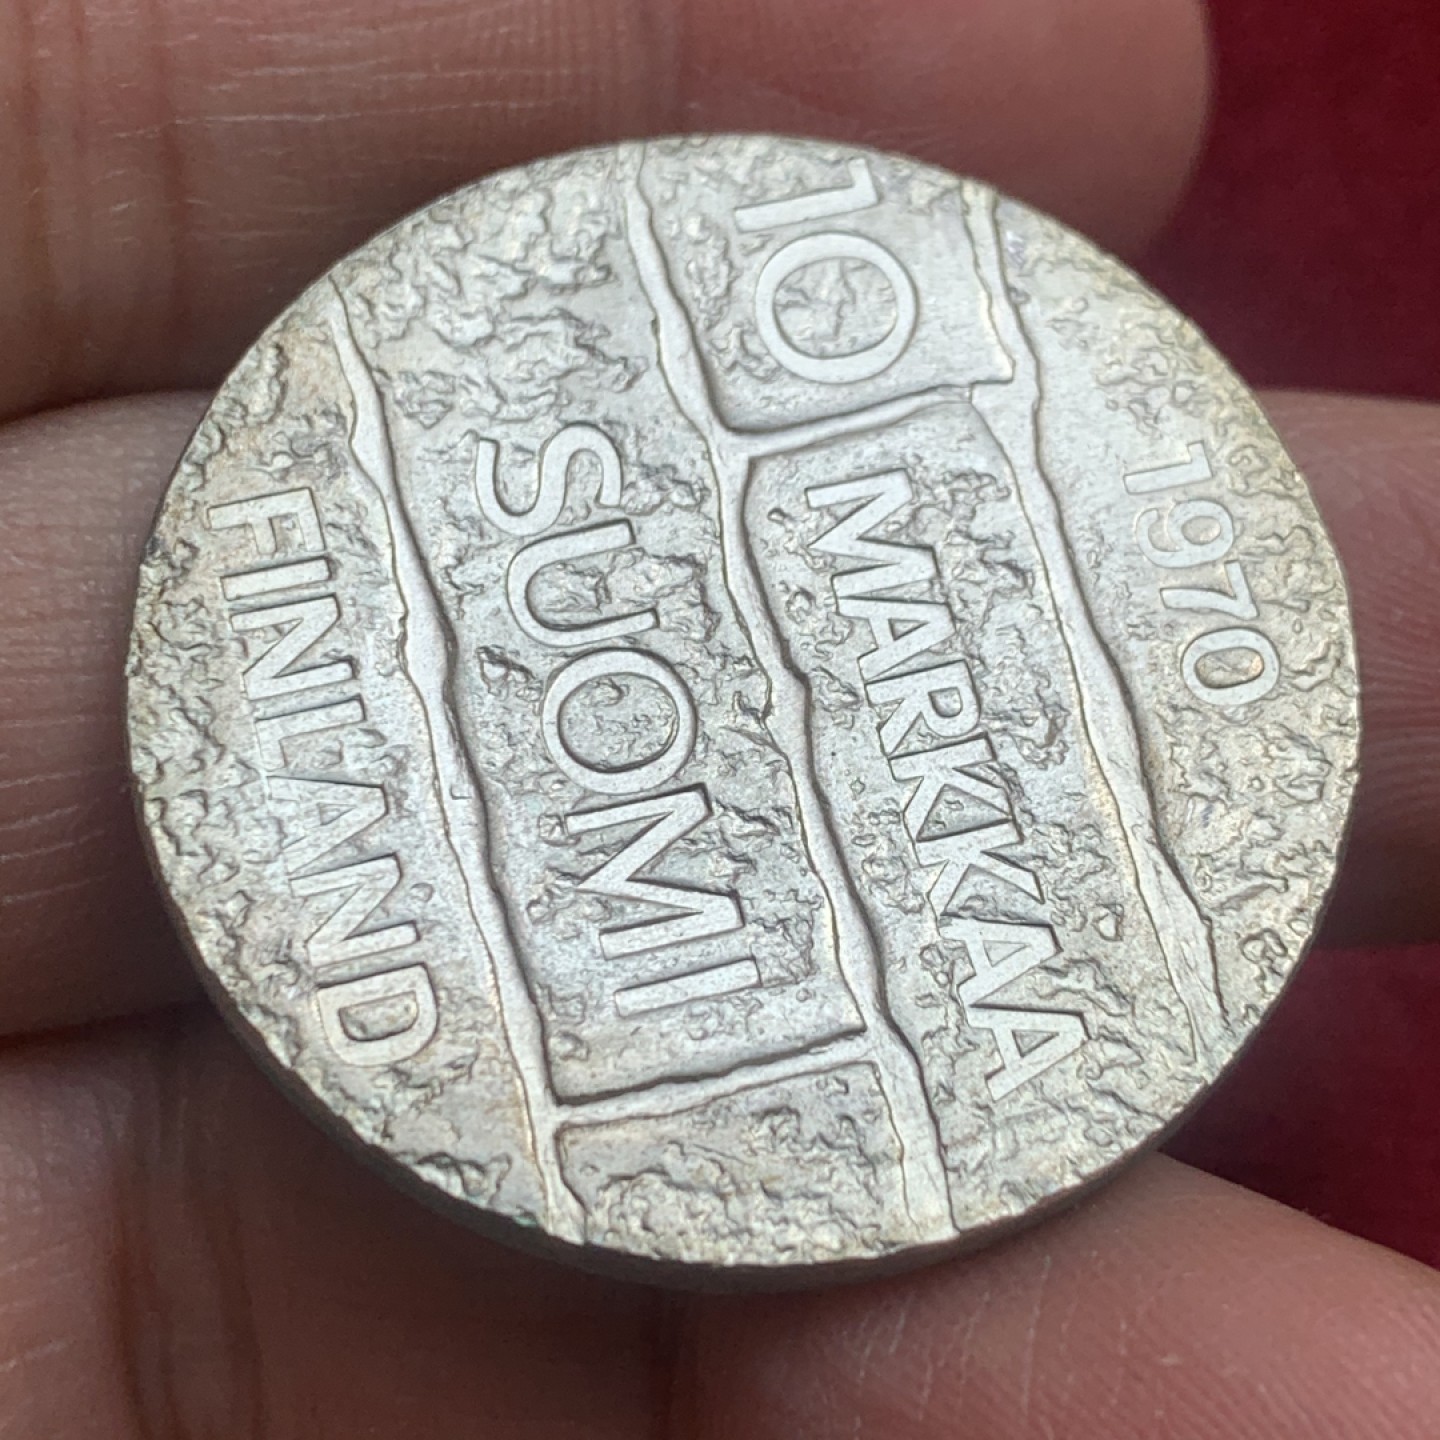 1970
10
MARKKAA
SUOMI
FINLAND